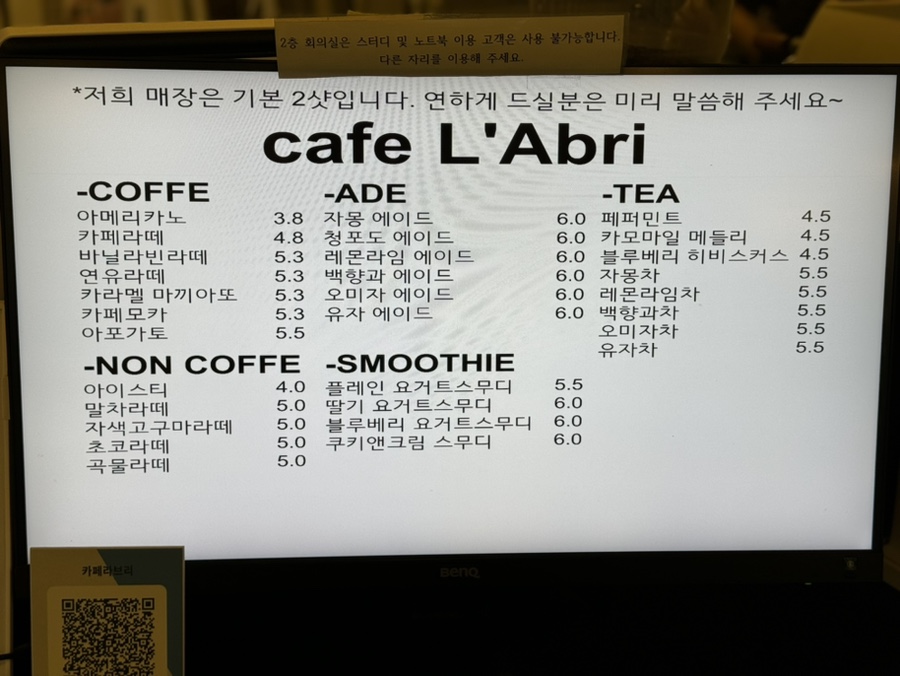 2층 회의실은 스터디 및 노트북 이용 고객은 사용 불가능합니다.
다른 자리를 이용해 주세요.
*저희 매장은 기본 2샷입니다. 연하게 드실분은 미리 말씀해 주세요~
cafe L'Abri
-COFFE
아메리카노 3.8
카페라떼 4.8
바닐라빈라떼 5.3
연유라떼 5.3
카라멜 마끼아또 5.3
카페모카 5.3
아포가토 5.5
-NON COFFE
아이스티 4.0
말차라떼 5.0
자색고구마라떼 5.0
초코라떼 5.0
곡물라떼 5.0
-ADE
자몽 에이드 6.0
청포도 에이드 6.0
레몬라임 에이드 6.0
백향과 에이드 6.0
오미자 에이드 6.0
유자 에이드 6.0
-SMOOTHIE
플레인 요거트스무디 5.5
딸기 요거트스무디 6.0
블루베리 요거트스무디 6.0
쿠키앤크림 스무디 6.0
-TEA
페퍼민트 4.5
카모마일 메들리 4.5
블루베리 히비스커스 4.5
자몽차 5.5
레몬라임차 5.5
백향과차 5.5
오미자차 5.5
유자차 5.5
카페라브리
BenQ